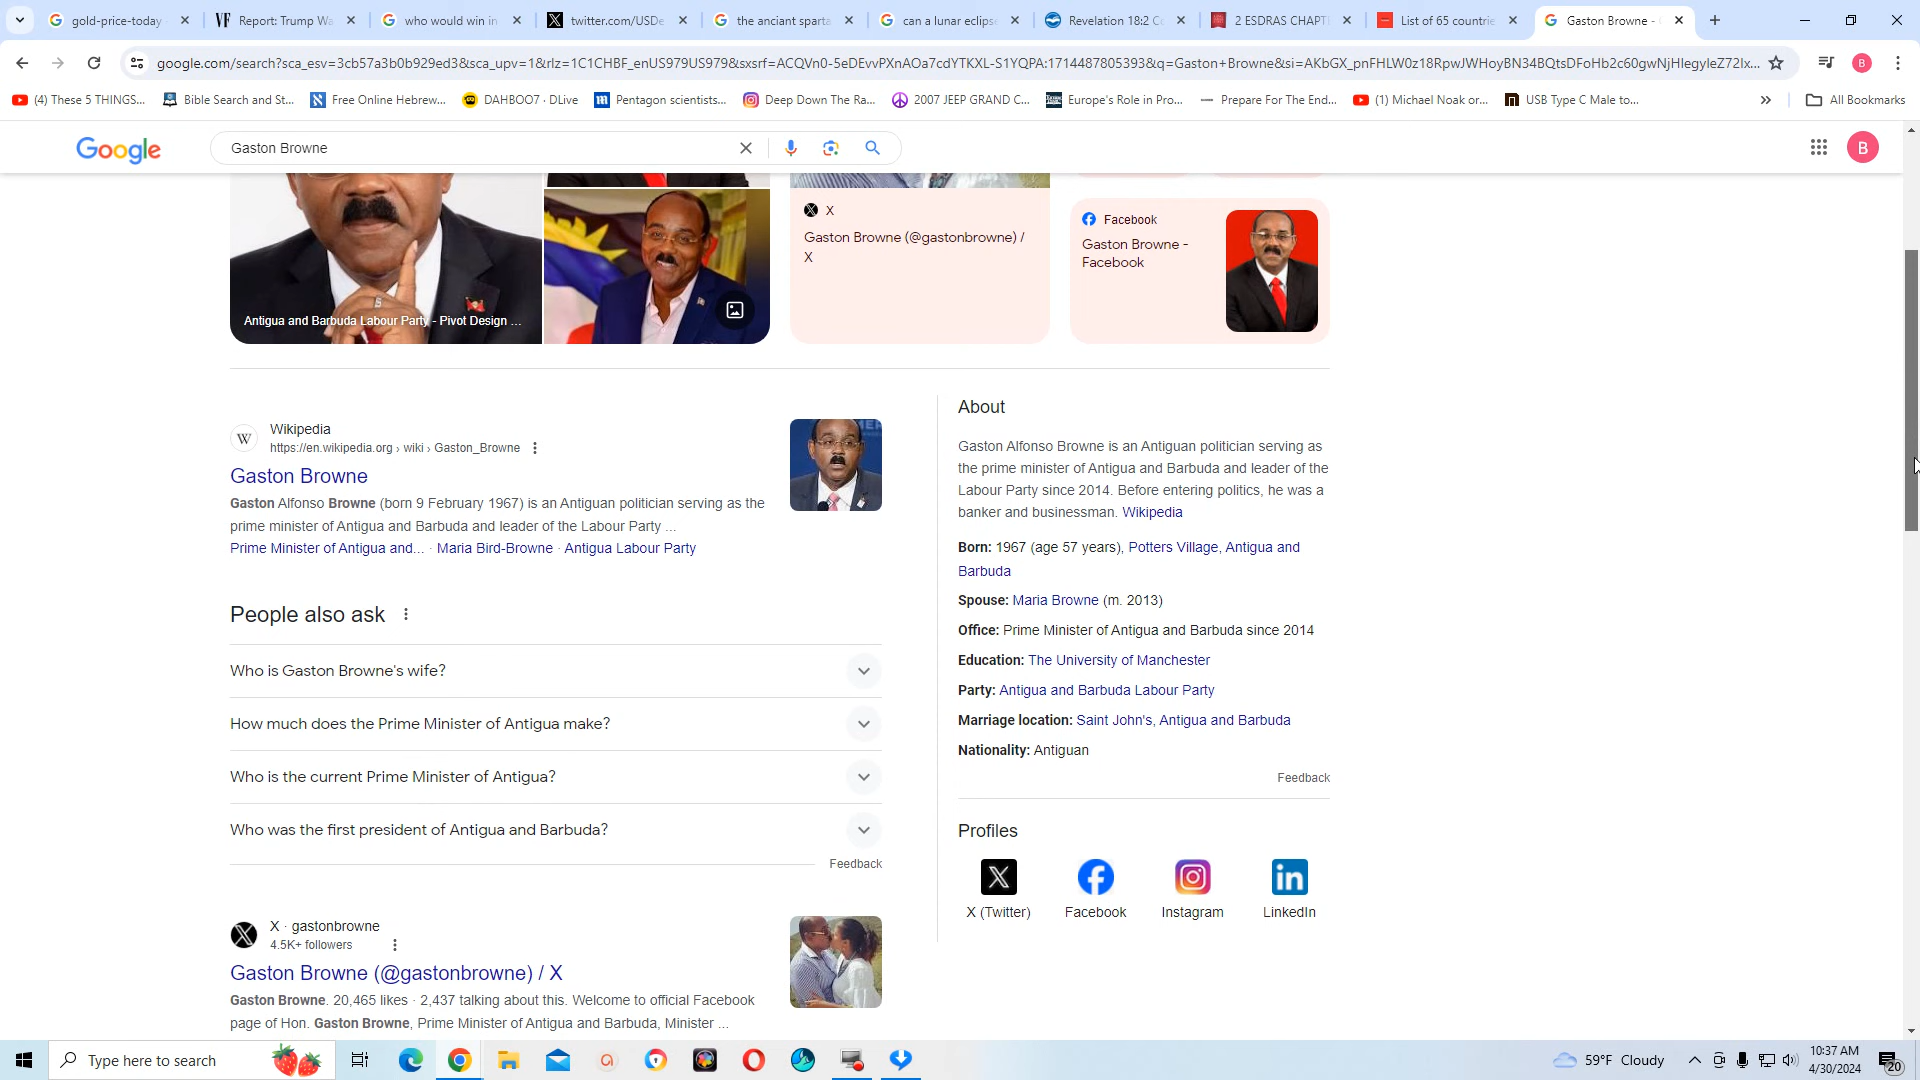 gold-price-today
Report: Trump Wa
who would win in
twitter.com/USDe
the anciant sparta
can a lunar eclips
Revelation 18:2 Co
2 ESDRAS CHAPTE
List of 65 countrie
Gaston Browne -
google.com/search?sca_esv=3cb57a3b0b929ed3&sca_upv=1&rlz=1C1CHBF_enUS979US979&sxsrf=ACQVn0-5eDEvvPXnAOa7cdYTKXL-S1YQPA:1714487805393&q=Gaston+Browne&si=AKbGX_pnFHLW0z18RpwJWHoyBN34BQtsDFoHb2c60gwNjHlegyleZ72lx...
B
(4) These 5 THINGS...
Bible Search and St...
Free Online Hebrew...
DAHBOO7 · DLive
Pentagon scientists...
Deep Down The Ra...
2007 JEEP GRAND C...
Europe's Role in Pro...
Prepare For The End...
(1) Michael Noak or...
USB Type C Male to...
All Bookmarks
Google
Gaston Browne
B
Antigua and Barbuda Labour Party - Pivot Design ...
X
Gaston Browne (@gastonbrowne) /
X
Facebook
Gaston Browne -
Facebook
W
Wikipedia
https://en.wikipedia.org › wiki › Gaston_Browne
Gaston Browne
Gaston Alfonso Browne (born 9 February 1967) is an Antiguan politician serving as the
prime minister of Antigua and Barbuda and leader of the Labour Party ...
Prime Minister of Antigua and... · Maria Bird-Browne · Antigua Labour Party
People also ask
Who is Gaston Browne's wife?
How much does the Prime Minister of Antigua make?
Who is the current Prime Minister of Antigua?
Who was the first president of Antigua and Barbuda?
Feedback
X · gastonbrowne
4.5K+ followers
Gaston Browne (@gastonbrowne) / X
Gaston Browne. 20,465 likes · 2,437 talking about this. Welcome to official Facebook
page of Hon. Gaston Browne, Prime Minister of Antigua and Barbuda, Minister ...
About
Gaston Alfonso Browne is an Antiguan politician serving as
the prime minister of Antigua and Barbuda and leader of the
Labour Party since 2014. Before entering politics, he was a
banker and businessman. Wikipedia
Born: 1967 (age 57 years), Potters Village, Antigua and
Barbuda
Spouse: Maria Browne (m. 2013)
Office: Prime Minister of Antigua and Barbuda since 2014
Education: The University of Manchester
Party: Antigua and Barbuda Labour Party
Marriage location: Saint John's, Antigua and Barbuda
Nationality: Antiguan
Feedback
Profiles
X (Twitter)
Facebook
Instagram
LinkedIn
Type here to search
59°F Cloudy
10:37 AM
4/30/2024
20